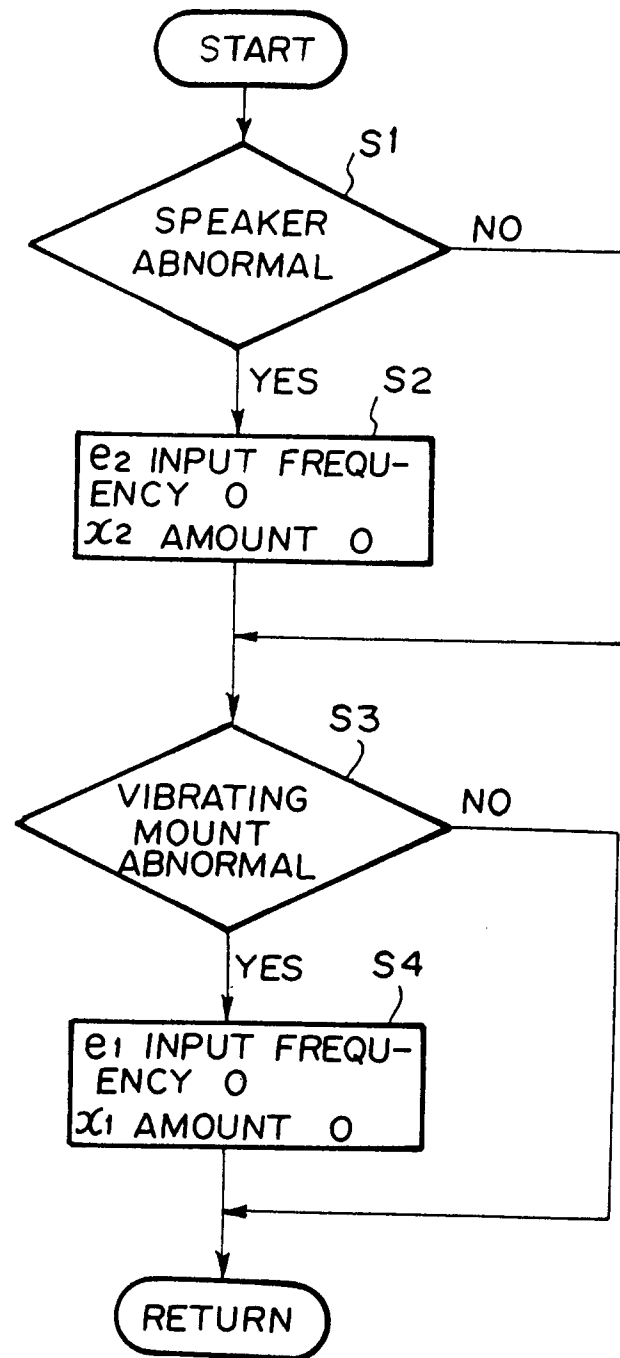 START
S1
SPEAKER
ABNORMAL
NO
YES
S2
e2 INPUT FREQU-
ENCY 0
x2 AMOUNT 0
S3
VIBRATING
MOUNT
ABNORMAL
NO
YES
S4
e1 INPUT FREQU-
ENCY 0
x1 AMOUNT 0
RETURN